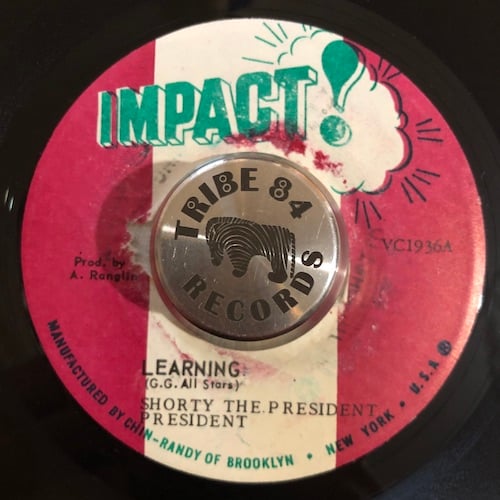 IMPACT!
TRIBE 84
RECORDS
VC1936A
Prod. by
A. Ranglin
LEARNING
(G.G. All Stars)
SHORTY THE PRESIDENT
PRESIDENT
MANUFACTURED BY CHIN-RANDY OF BROOKLYN • NEW YORK • U.S.A